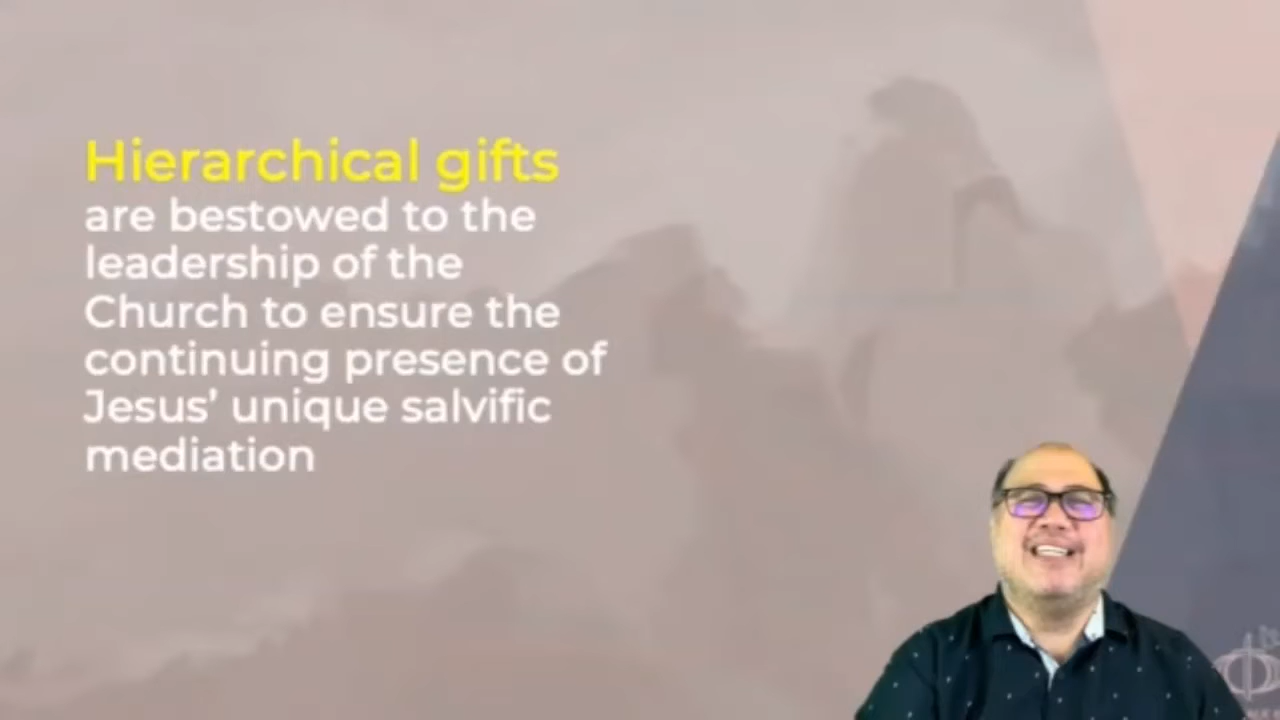 Hierarchical gifts
are bestowed to the
leadership of the
Church to ensure the
continuing presence of
Jesus’ unique salvific
mediation